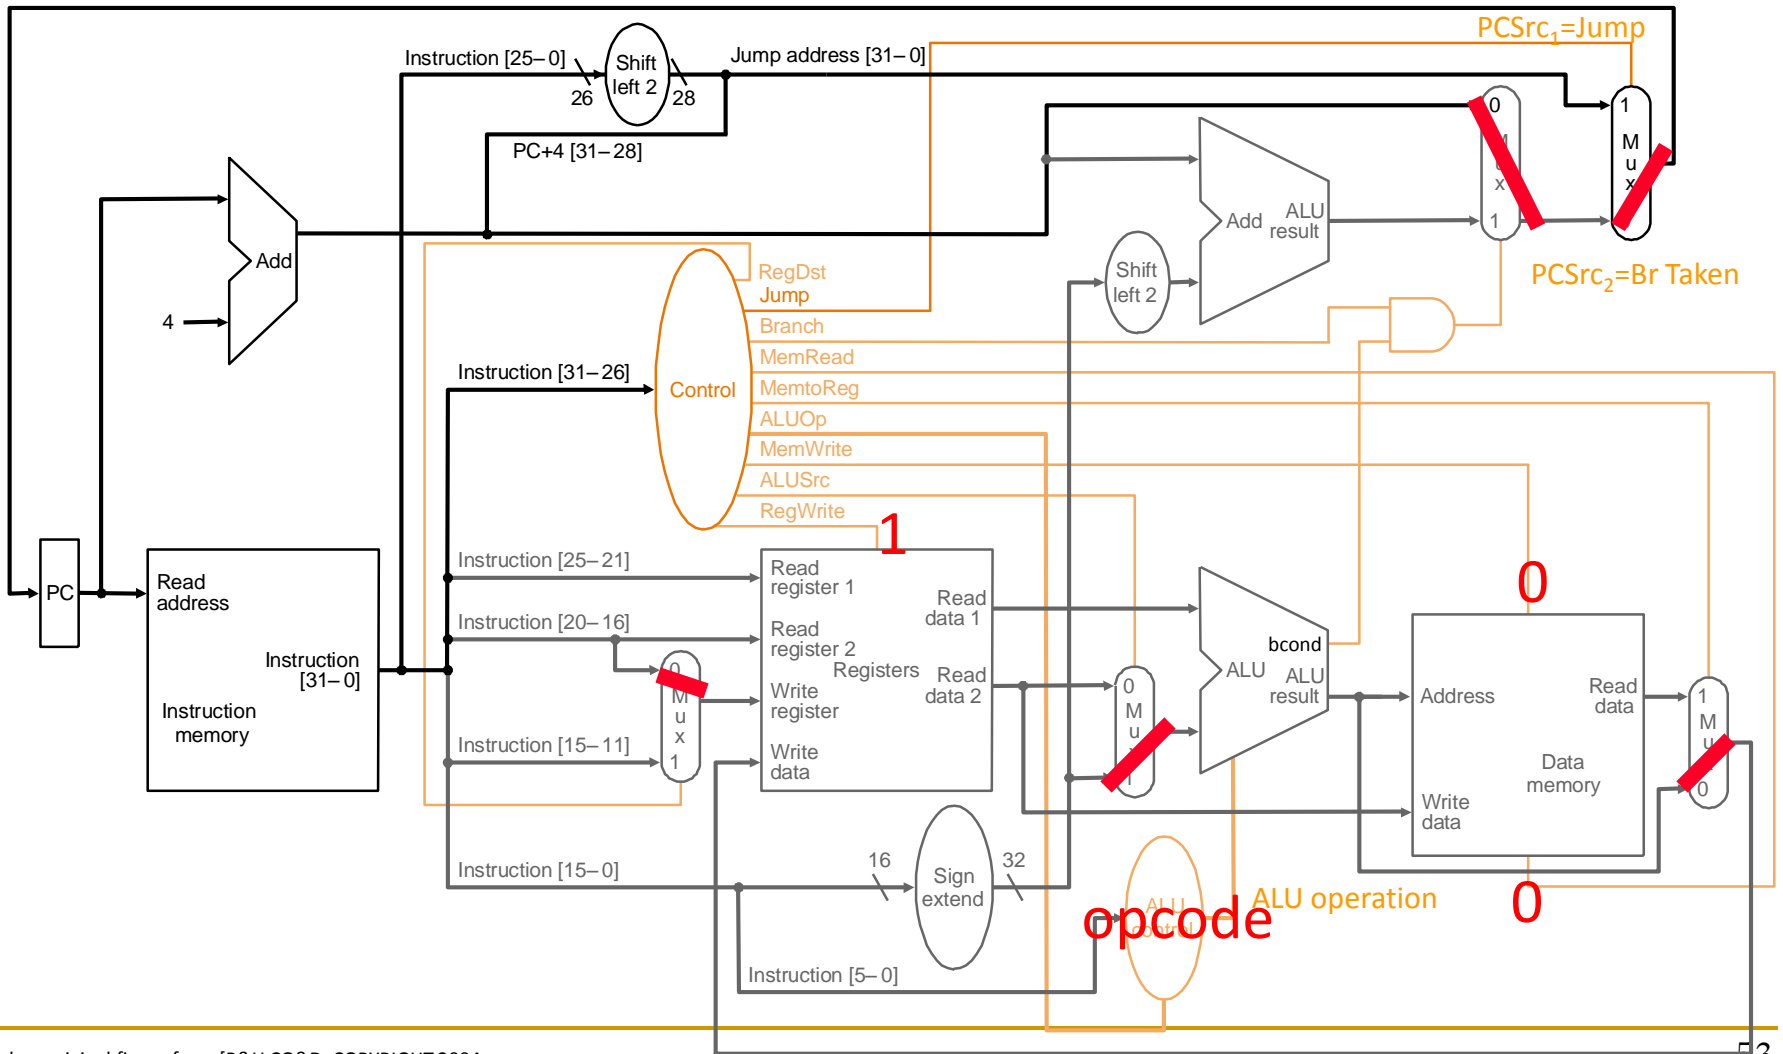 PCSrc1=Jump
Instruction [25–0]
Shift
left 2
Jump address [31–0]
26
28
0
1
M
u
x
M
u
x
PC+4 [31–28]
1
Add
ALU
result
Add
Shift
left 2
PCSrc2=Br Taken
4
RegDst
Jump
Branch
MemRead
Instruction [31–26]
Control
MemtoReg
ALUOp
MemWrite
ALUSrc
RegWrite
1
Instruction [25–21]
Read
register 1
0
PC
Read
address
Read
data 1
Instruction [20–16]
Read
register 2
bcond
Instruction
[31–0]
0
M
u
x
1
Registers
Read
data 2
0
M
u
ALU
ALU
result
Address
Read
data
1
M
u
0
Write
register
Instruction
memory
Instruction [15–11]
Write
data
Data
memory
Write
data
Instruction [15–0]
16
Sign
extend
32
ALU
control
opcode
ALU operation
0
Instruction [5–0]